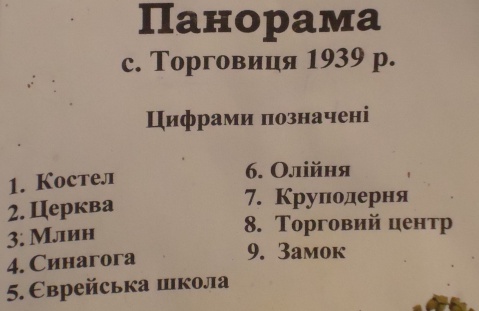 Панорама
с. Торговиця 1939 р.
Цифрами позначені
1. Костел
2. Церква
3. Млин
4. Синагога
5. Єврейська школа
6. Олійня
7. Круподерня
8. Торговий центр
9. Замок